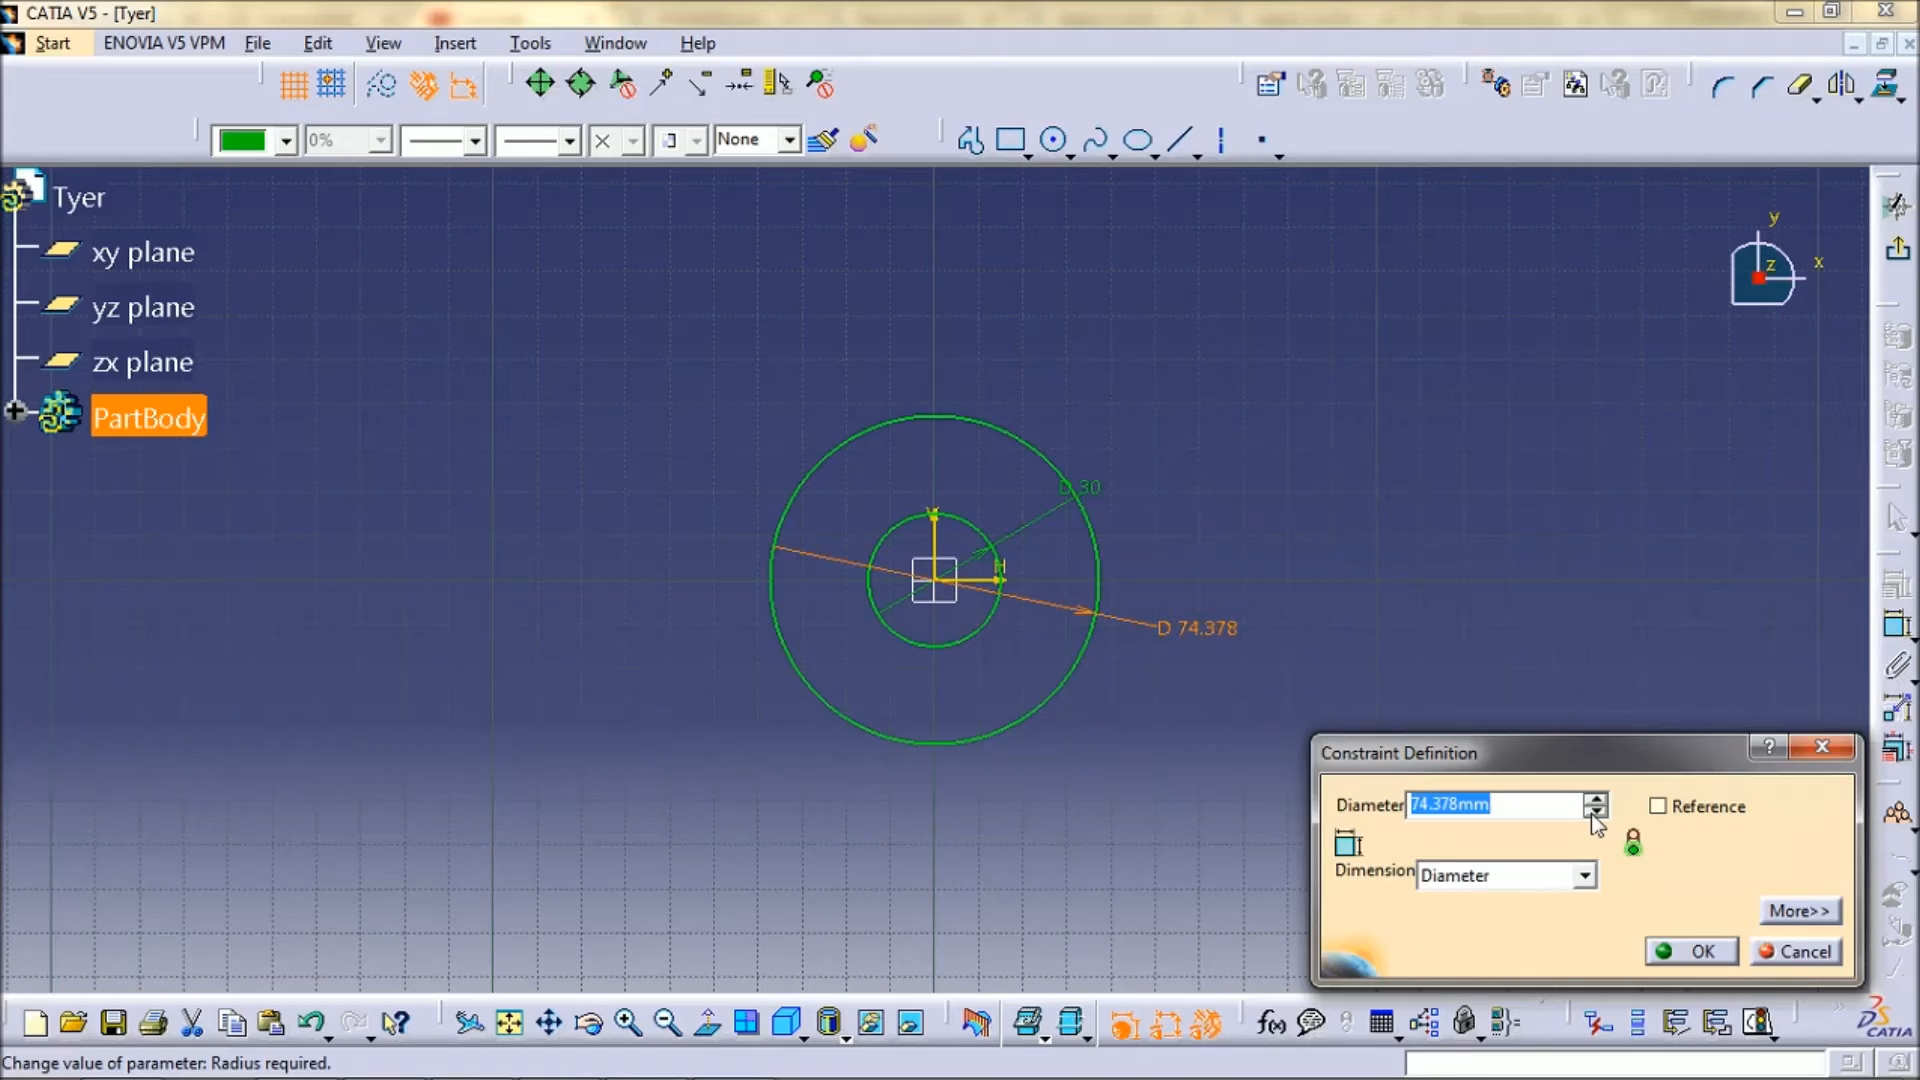 CATIA V5 - [Tyer]
Start ENOVIA V5 VPM File Edit View Insert Tools Window Help
0% None
Tyer
xy plane
yz plane
zx plane
PartBody
y
x
z
D 30
V
H
D 74.378
Constraint Definition
Diameter 74.378mm Reference
Dimension Diameter
More>>
OK Cancel
CATIA
Change value of parameter: Radius required.